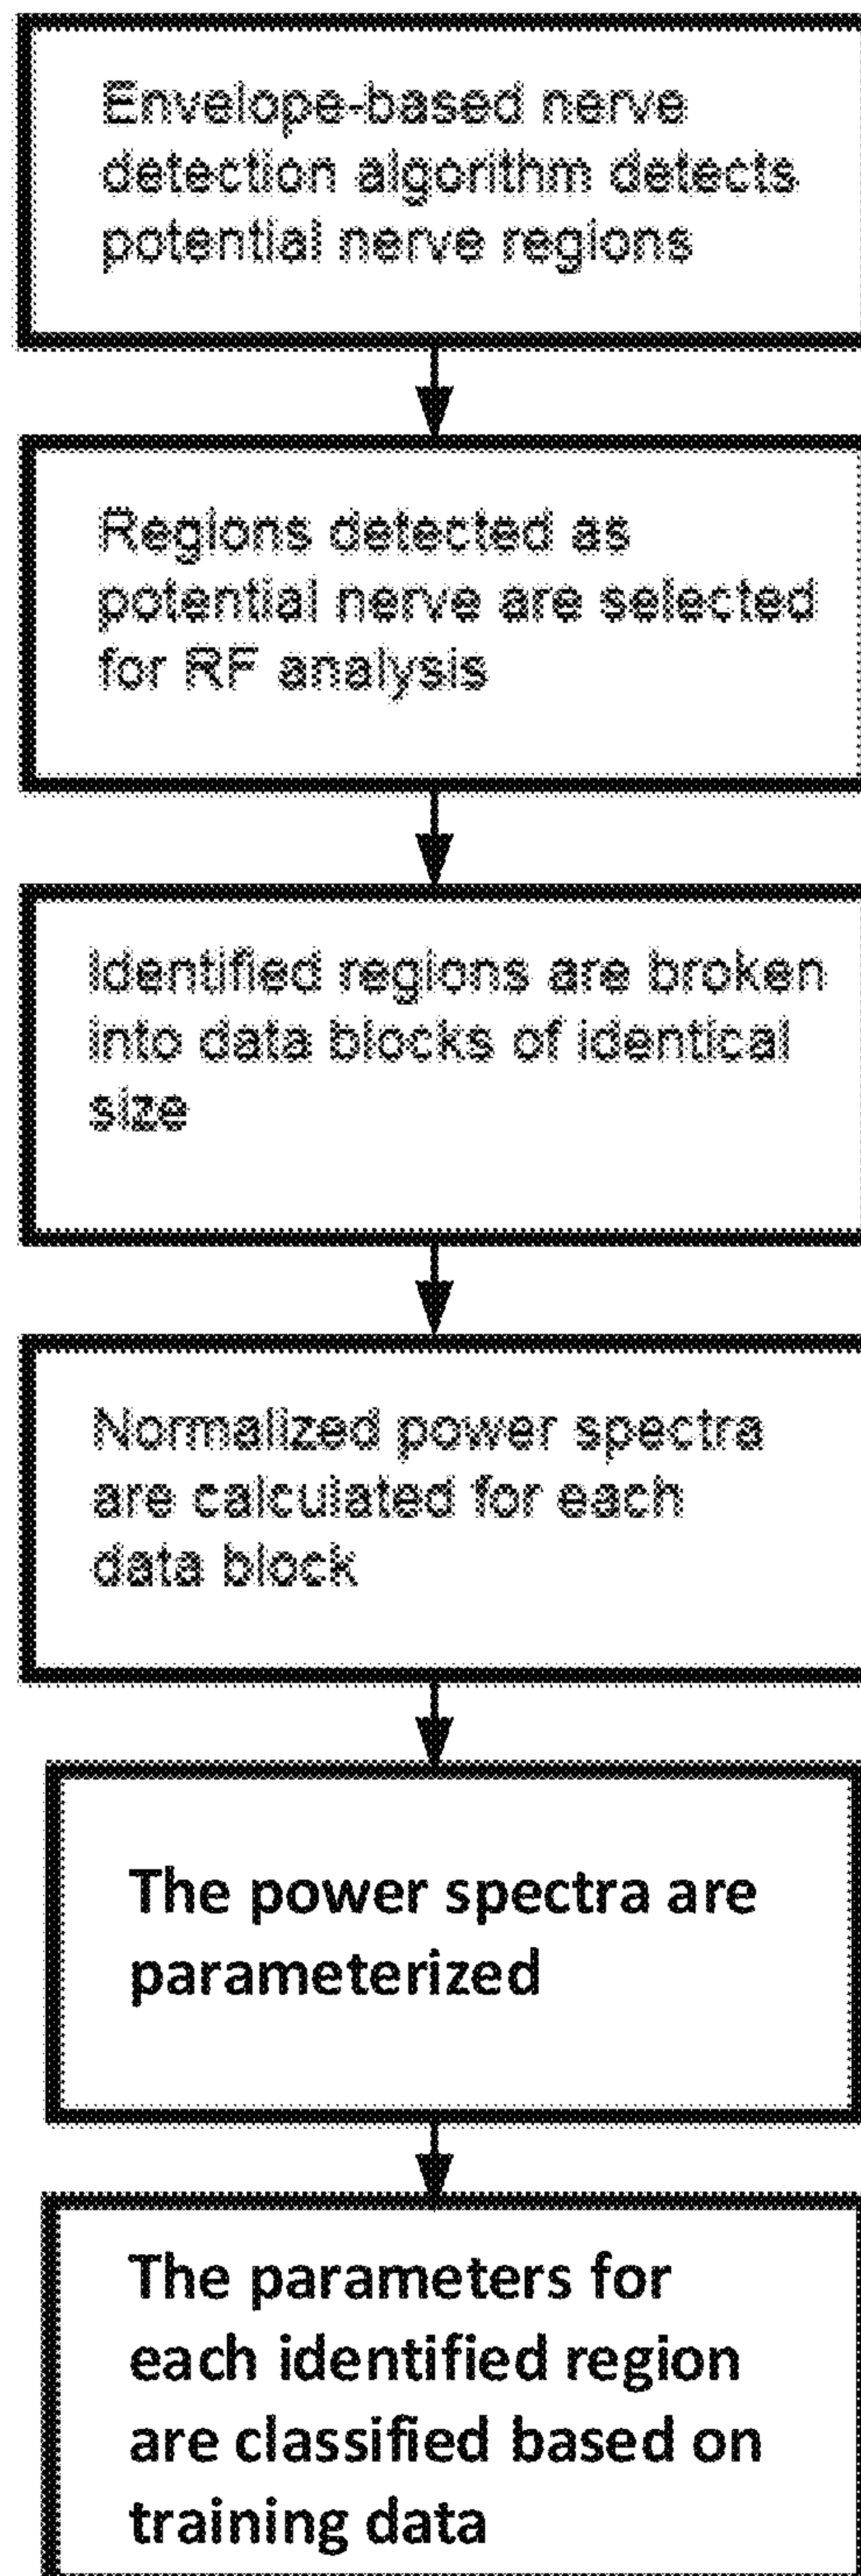 Envelope-based nerve
detection algorithm detects
potential nerve regions
Regions detected as
potential nerve are selected
for RF analysis
Identified regions are broken
into data blocks of identical
size
Normalized power spectra
are calculated for each
data block
The power spectra are
parameterized
The parameters for
each identified region
are classified based on
training data